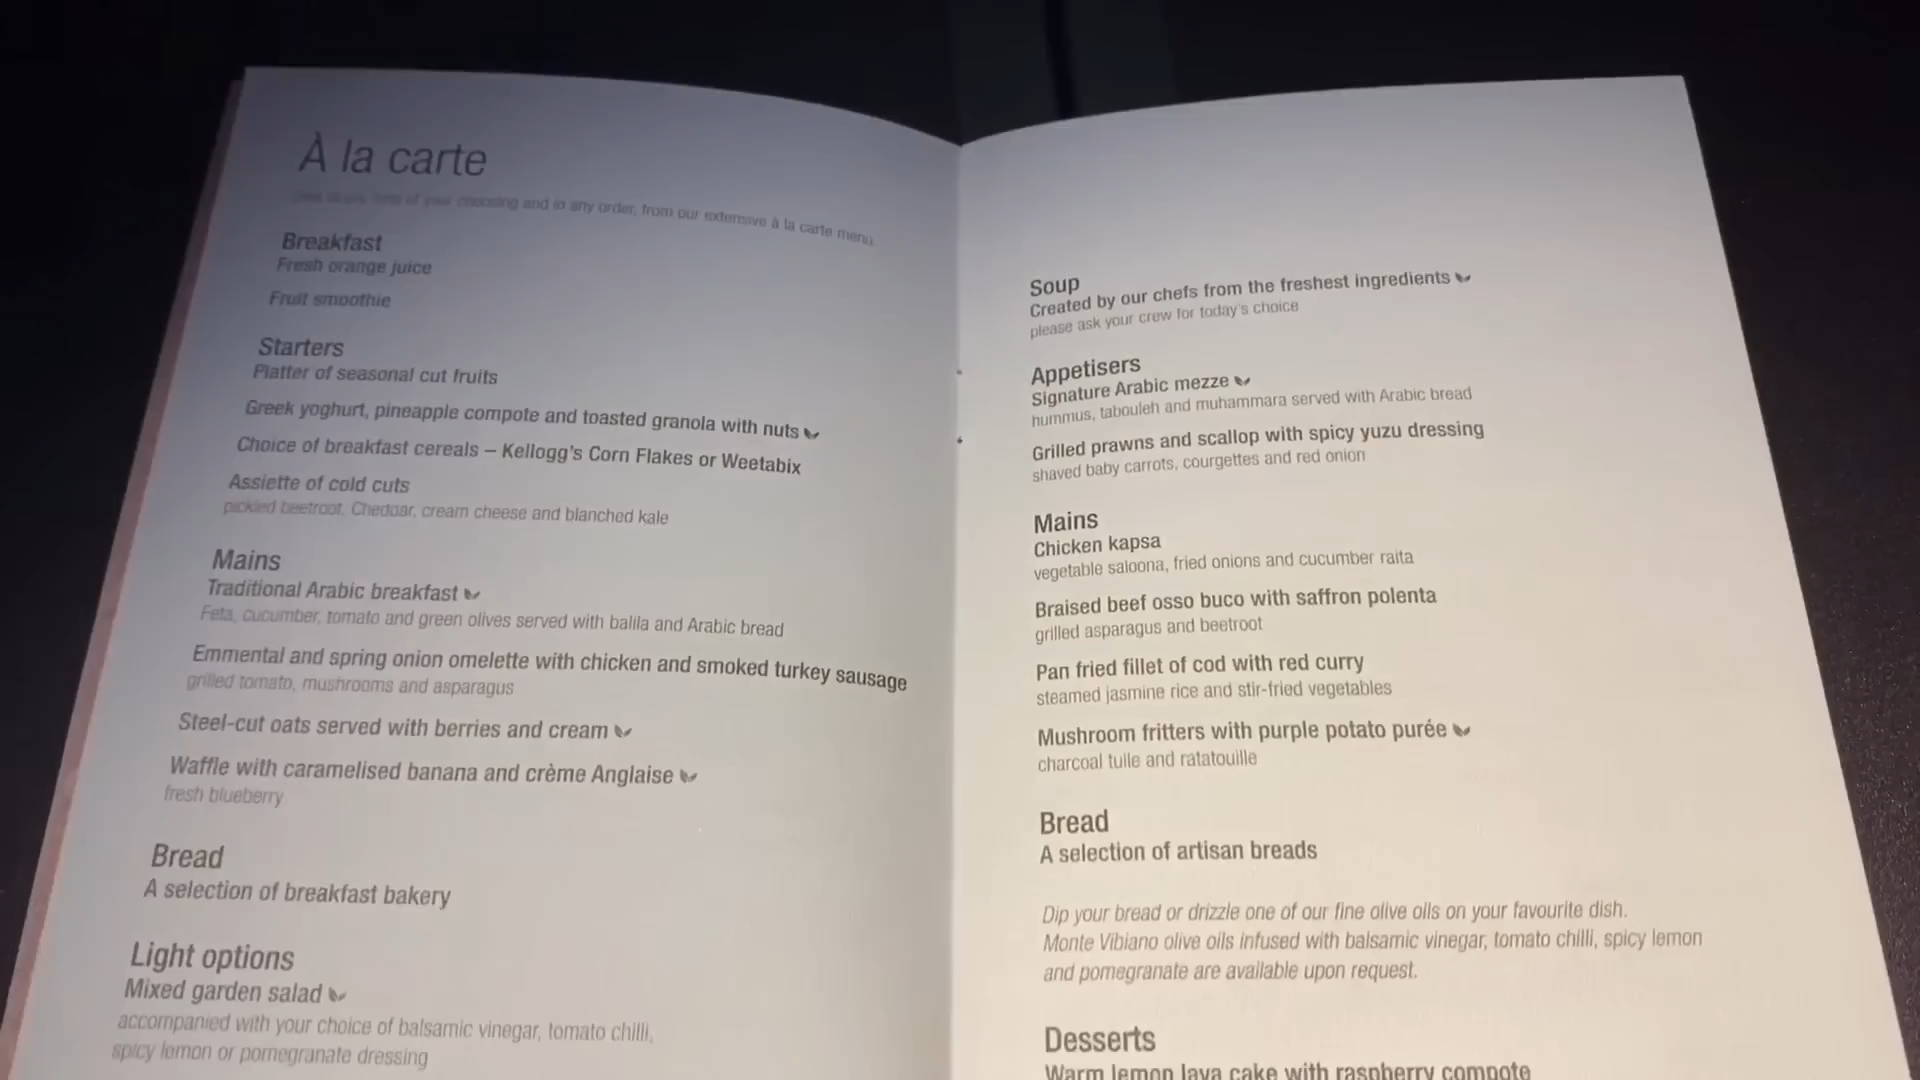 À la carte
of your choosing and in any order, from our extensive à la carte menu.
Breakfast
Fresh orange juice
Fruit smoothie
Starters
Platter of seasonal cut fruits
Greek yoghurt, pineapple compote and toasted granola with nuts
Choice of breakfast cereals – Kellogg's Corn Flakes or Weetabix
Assiette of cold cuts
pickled beetroot, Cheddar, cream cheese and blanched kale
Mains
Traditional Arabic breakfast
Feta, cucumber, tomato and green olives served with balila and Arabic bread
Emmental and spring onion omelette with chicken and smoked turkey sausage
grilled tomato, mushrooms and asparagus
Steel-cut oats served with berries and cream
Waffle with caramelised banana and crème Anglaise
fresh blueberry
Bread
A selection of breakfast bakery
Light options
Mixed garden salad
accompanied with your choice of balsamic vinegar, tomato chilli,
spicy lemon or pomegranate dressing
Soup
Created by our chefs from the freshest ingredients
please ask your crew for today's choice
Appetisers
Signature Arabic mezze
hummus, tabouleh and muhammara served with Arabic bread
Grilled prawns and scallop with spicy yuzu dressing
shaved baby carrots, courgettes and red onion
Mains
Chicken kapsa
vegetable saloona, fried onions and cucumber raita
Braised beef osso buco with saffron polenta
grilled asparagus and beetroot
Pan fried fillet of cod with red curry
steamed jasmine rice and stir-fried vegetables
Mushroom fritters with purple potato purée
charcoal tuile and ratatouille
Bread
A selection of artisan breads
Dip your bread or drizzle one of our fine olive oils on your favourite dish.
Monte Vibiano olive oils infused with balsamic vinegar, tomato chilli, spicy lemon
and pomegranate are available upon request.
Desserts
Warm lemon lava cake with raspberry compote